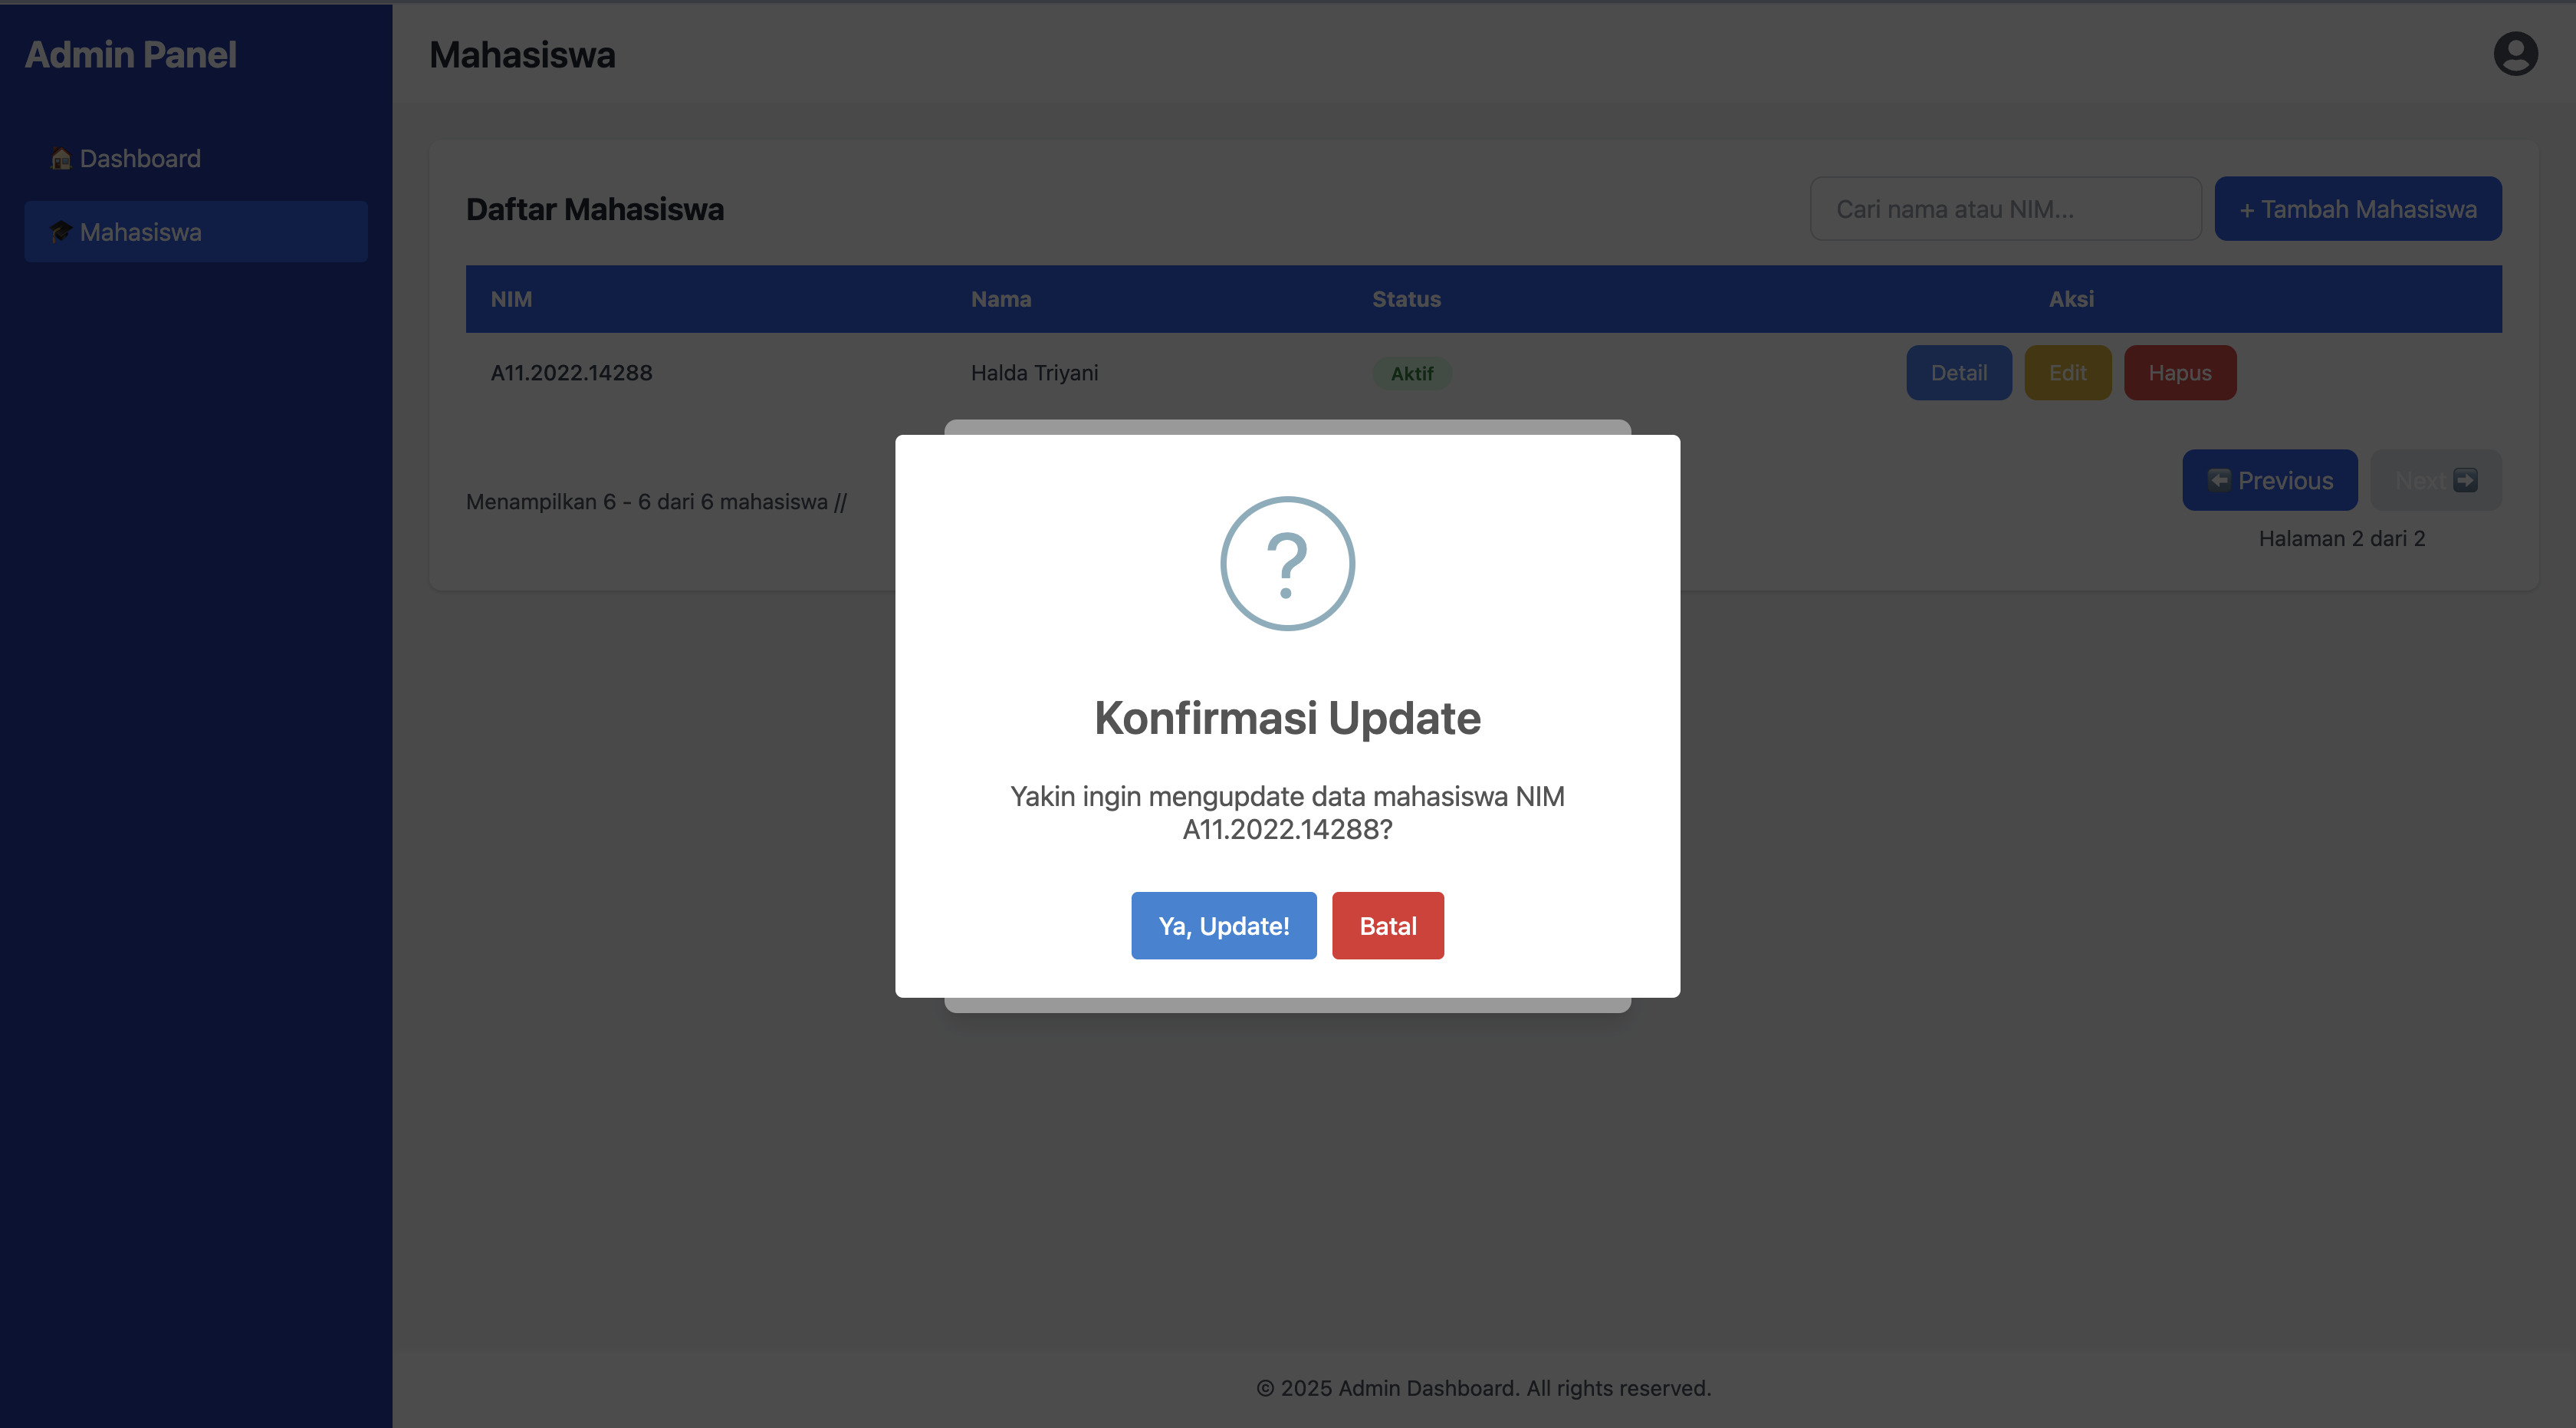 Admin Panel
🏠 Dashboard
🎓 Mahasiswa
Mahasiswa
Daftar Mahasiswa
Cari nama atau NIM...
+ Tambah Mahasiswa
NIM Nama Status Aksi
A11.2022.14288 Halda Triyani Aktif Detail Edit Hapus
Menampilkan 6 - 6 dari 6 mahasiswa //
⬅️ Previous Next ➡️
Halaman 2 dari 2
?
Konfirmasi Update
Yakin ingin mengupdate data mahasiswa NIM
A11.2022.14288?
Ya, Update! Batal
© 2025 Admin Dashboard. All rights reserved.